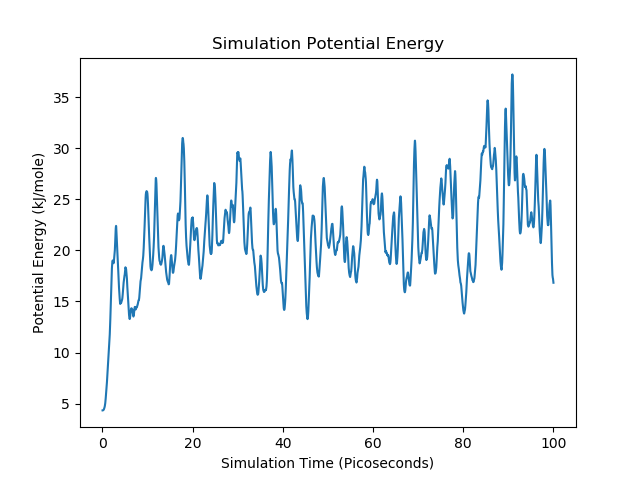 Simulation Potential Energy
Potential Energy (kJ/mole)
35
30
25
20
15
10
5
0 20 40 60 80 100
Simulation Time (Picoseconds)